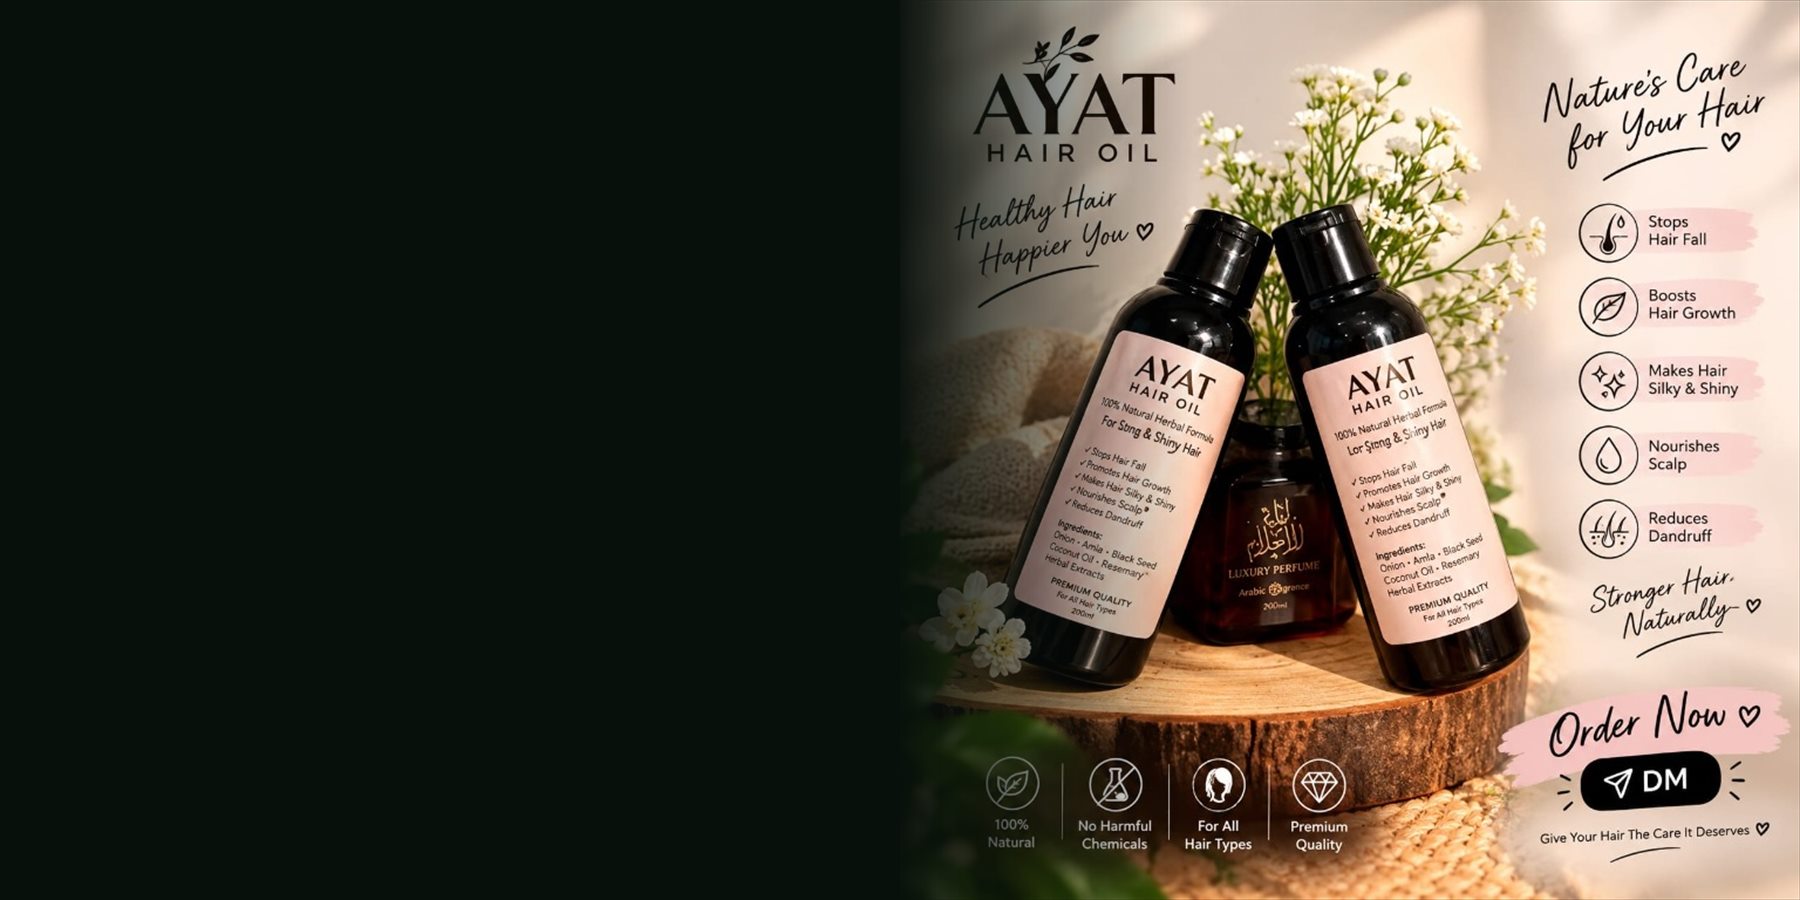 AYAT
HAIR OIL
Healthy Hair
Happier You
Nature's Care
for Your Hair
Stops
Hair Fall
Boosts
Hair Growth
Makes Hair
Silky & Shiny
Nourishes
Scalp
Reduces
Dandruff
Stronger Hair.
Naturally
AYAT
HAIR OIL
100% Natural Herbal Formula
For Stng & Shiny Hair
✓ Stops Hair Fall
✓ Promotes Hair Growth
✓ Makes Hair Silky & Shiny
✓ Nourishes Scalp
✓ Reduces Dandruff
Ingredients:
Onion • Amla • Black Seed
Coconut Oil • Rosemary
Herbal Extracts
PREMIUM QUALITY
For All Hair Types
200ml
LUXURY PERFUME
Arabic
200ml
AYAT
HAIR OIL
100% Natural Herbal Formula
Lor Strong & Shiny Hair
✓ Stops Hair Fall
✓ Promotes Hair Growth
✓ Makes Hair Silky & Shiny
✓ Nourishes Scalp
✓ Reduces Dandruff
Ingredients:
Onion • Amla • Black Seed
Coconut Oil • Rosemary
Herbal Extracts
PREMIUM QUALITY
For All Hair Types
200ml
100%
Natural
No Harmful
Chemicals
For All
Hair Types
Premium
Quality
Order Now
DM
Give Your Hair The Care It Deserves